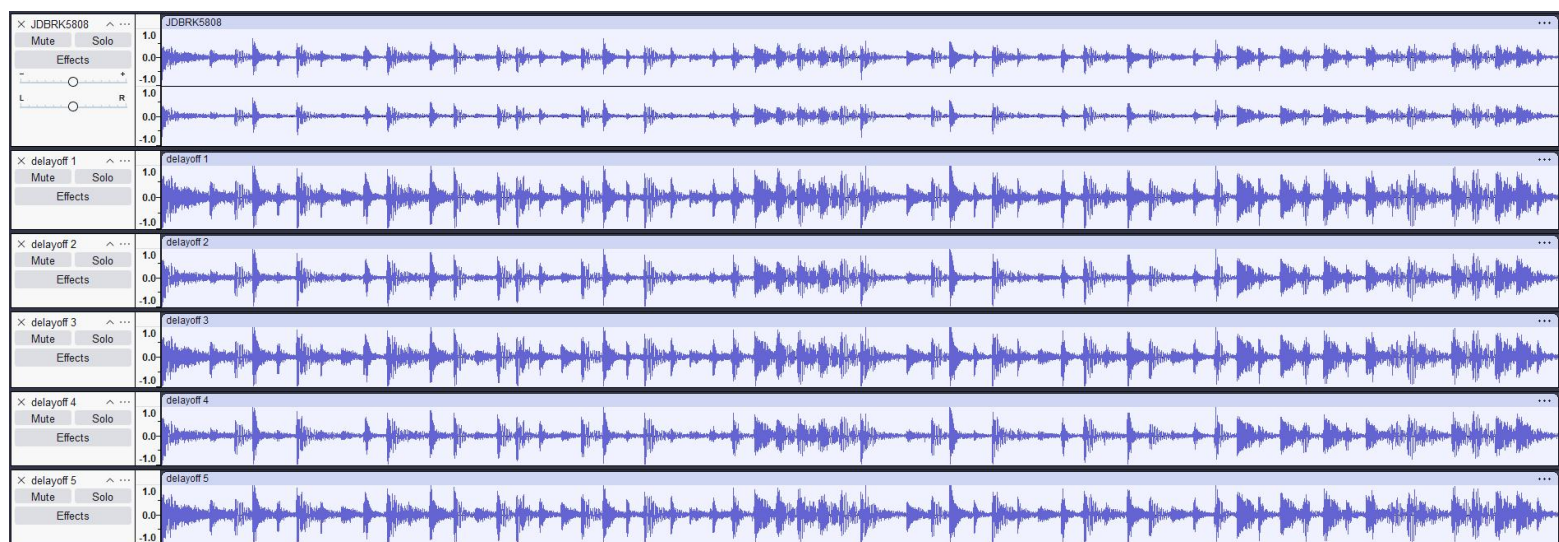 × JDBRK5808 ... JDBRK5808 ...
Mute Solo 1.0
Effects 0.0
- + -1.0
L R 1.0
0.0
-1.0
× delayoff 1 ... delayoff 1 ...
Mute Solo 1.0
Effects 0.0
-1.0
× delayoff 2 ... delayoff 2 ...
Mute Solo 1.0
Effects 0.0
-1.0
× delayoff 3 ... delayoff 3 ...
Mute Solo 1.0
Effects 0.0
-1.0
× delayoff 4 ... delayoff 4 ...
Mute Solo 1.0
Effects 0.0
-1.0
× delayoff 5 ... delayoff 5 ...
Mute Solo 1.0
Effects 0.0
-1.0